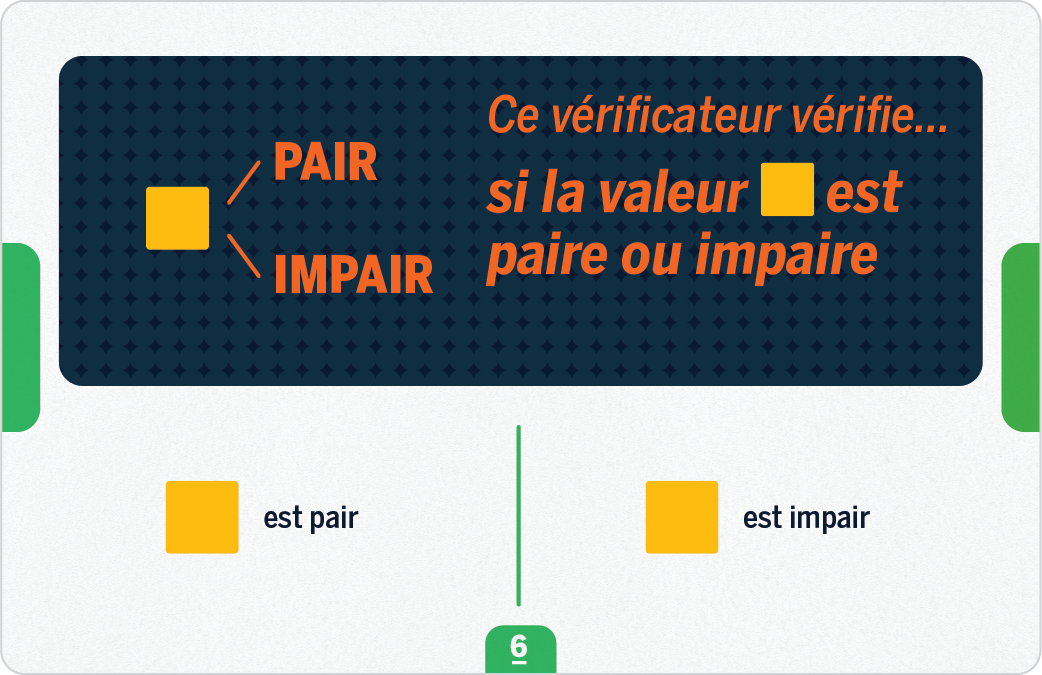 PAIR
IMPAIR
Ce vérificateur vérifie...
si la valeur est
paire ou impaire
est pair
est impair
6